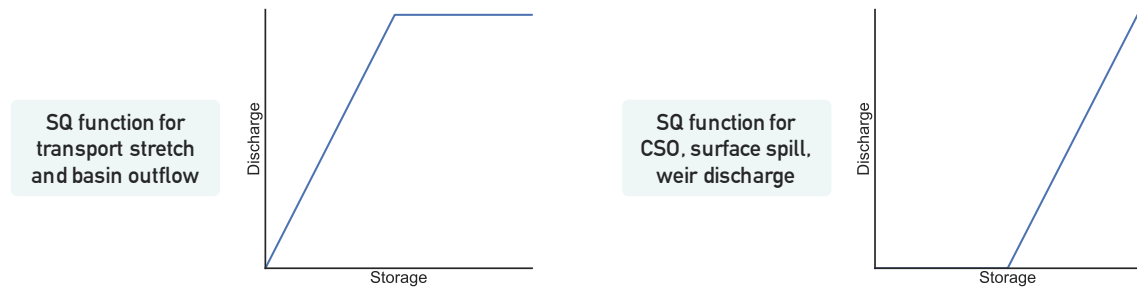 SQ function for
transport stretch
and basin outflow
Discharge
Storage
SQ function for
CSO, surface spill,
weir discharge
Discharge
Storage